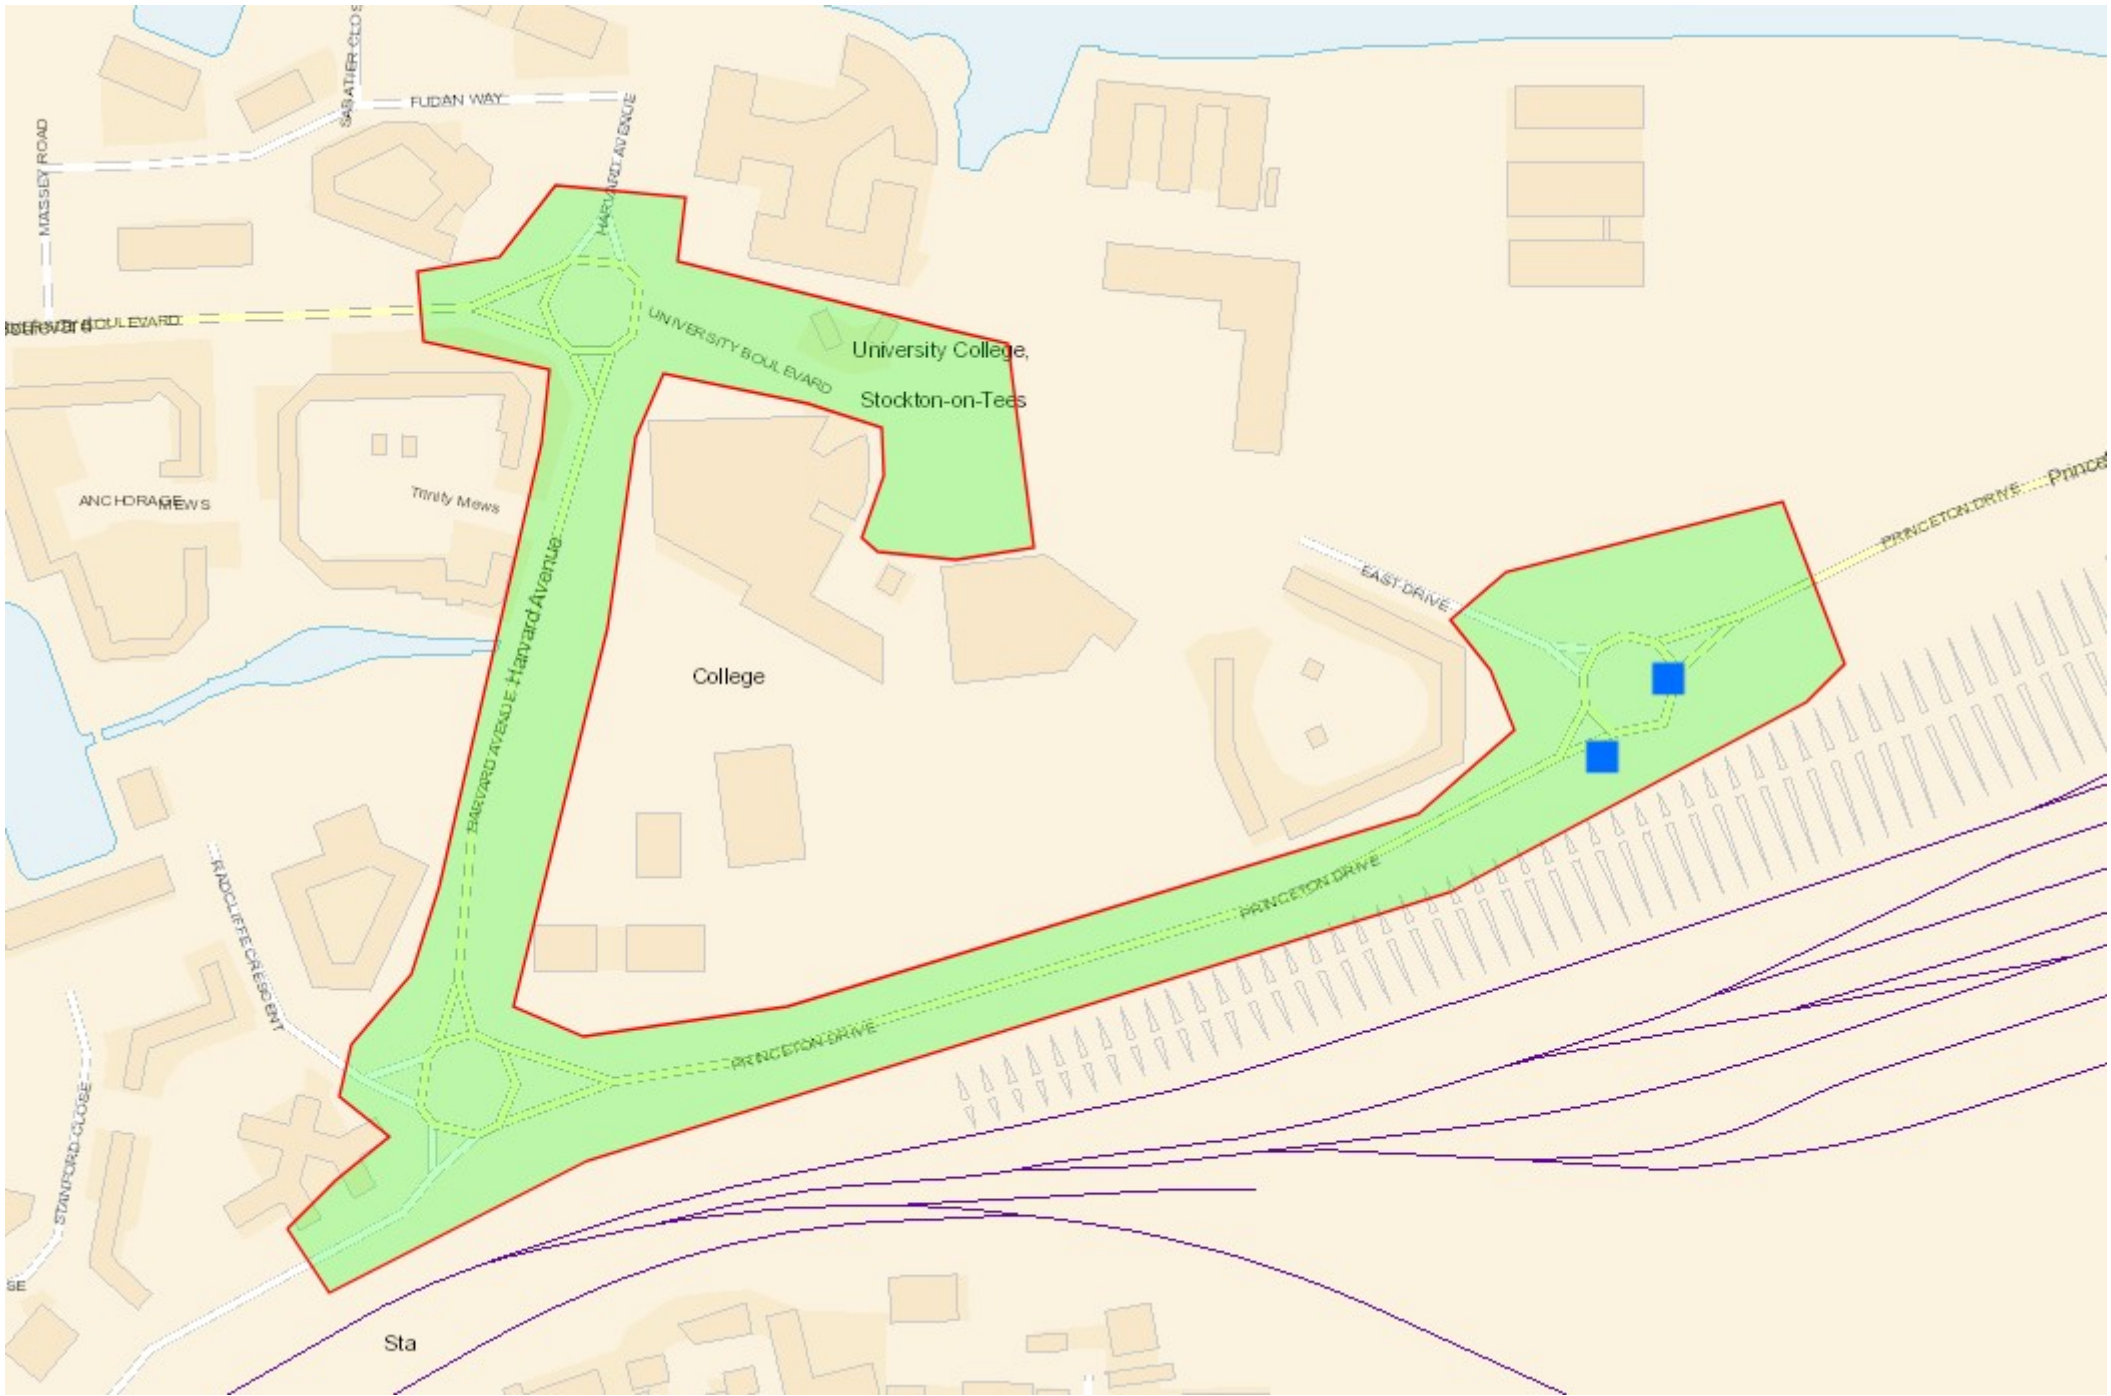 SABATIER CLOS
FUDAN WAY
MASSEY ROAD
HARVARD AVENUE
BOULEVARD
UNIVERSITY BOULEVARD
University College,
Stockton-on-Tees
ANCHORAGE
MEWS
Trinity Mews
Harvard Avenue
HARVARD AVENUE
College
EAST DRIVE
PRINCETON DRIVE
Prince
PRINCETON DRIVE
PRINCETON DRIVE
RADCLIFFE CRESCENT
STANFORD CLOSE
SE
Sta